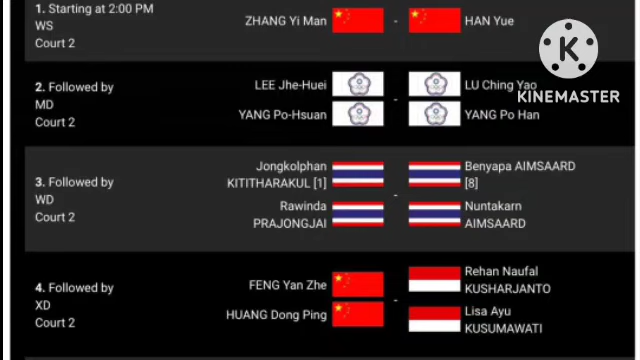 1. Starting at 2:00 PM
WS
Court 2
ZHANG Yi Man
-
HAN Yue
K
KINEMASTER
2. Followed by
MD
Court 2
LEE Jhe-Huei
YANG Po-Hsuan
-
LU Ching Yao
YANG Po Han
3. Followed by
WD
Court 2
Jongkolphan
KITITHARAKUL [1]
Rawinda
PRAJONGJAI
-
Benyapa AIMSAARD
[8]
Nuntakarn
AIMSAARD
4. Followed by
XD
Court 2
FENG Yan Zhe
HUANG Dong Ping
-
Rehan Naufal
KUSHARJANTO
Lisa Ayu
KUSUMAWATI